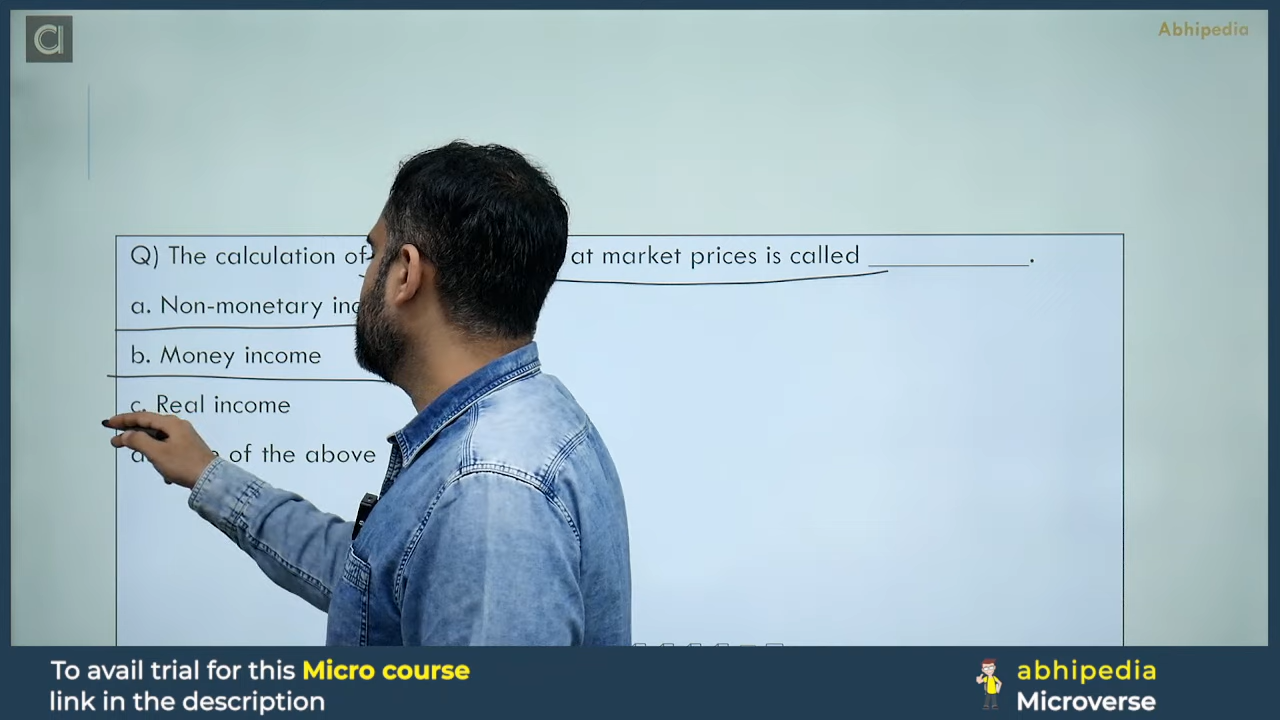 Abhipedia
Q) The calculation of at market prices is called ____________.
a. Non-monetary
b. Money income
c. Real income
of the above
To avail trial for this Micro course
link in the description
abhipedia
Microverse